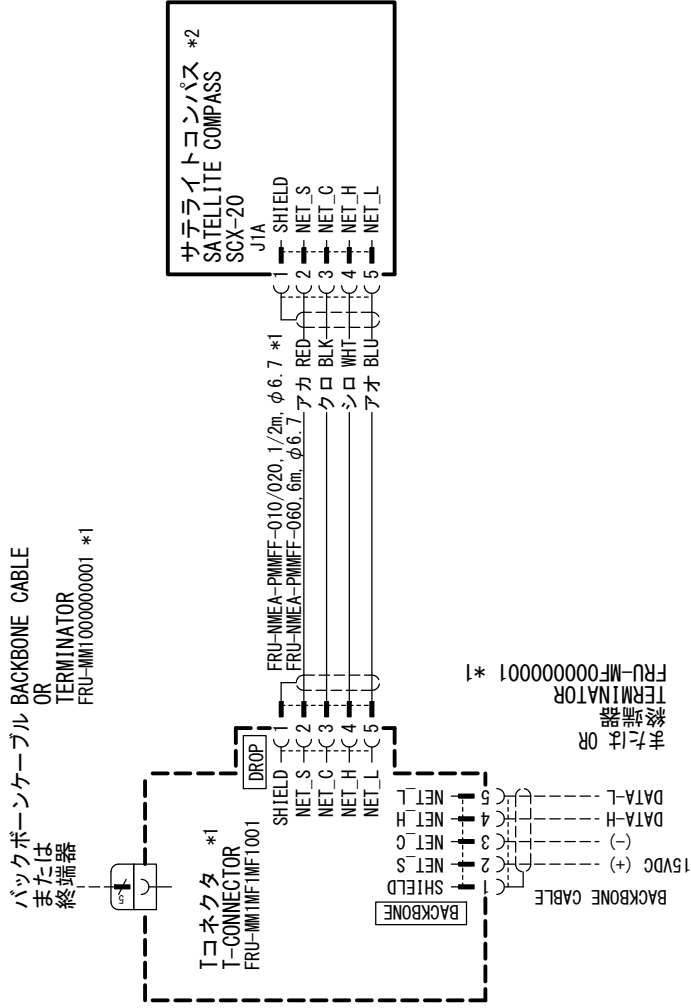 バックボーンケーブル BACKBONE CABLE
または OR
終端器 TERMINATOR
FRU-MM1000000001 *1
5
Tコネクタ *1
T-CONNECTOR
FRU-MM1MF1MF1001
DROP
SHIELD 1
NET_S 2
NET_C 3
NET_H 4
NET_L 5
FRU-NMEA-PMMFF-010/020,1/2m,φ6.7 *1
FRU-NMEA-PMMFF-060,6m,φ6.7
アカ RED
クロ BLK
シロ WHT
アオ BLU
サテライトコンパス *2
SATELLITE COMPASS
SCX-20
J1A
1 SHIELD
2 NET_S
3 NET_C
4 NET_H
5 NET_L
BACKBONE
SHIELD 1
NET_S 2 (+) 15VDC
NET_C 3 (-)
NET_H 4 DATA-H
NET_L 5 DATA-L
BACKBONE CABLE
または OR
終端器
TERMINATOR
FRU-MF000000001 *1